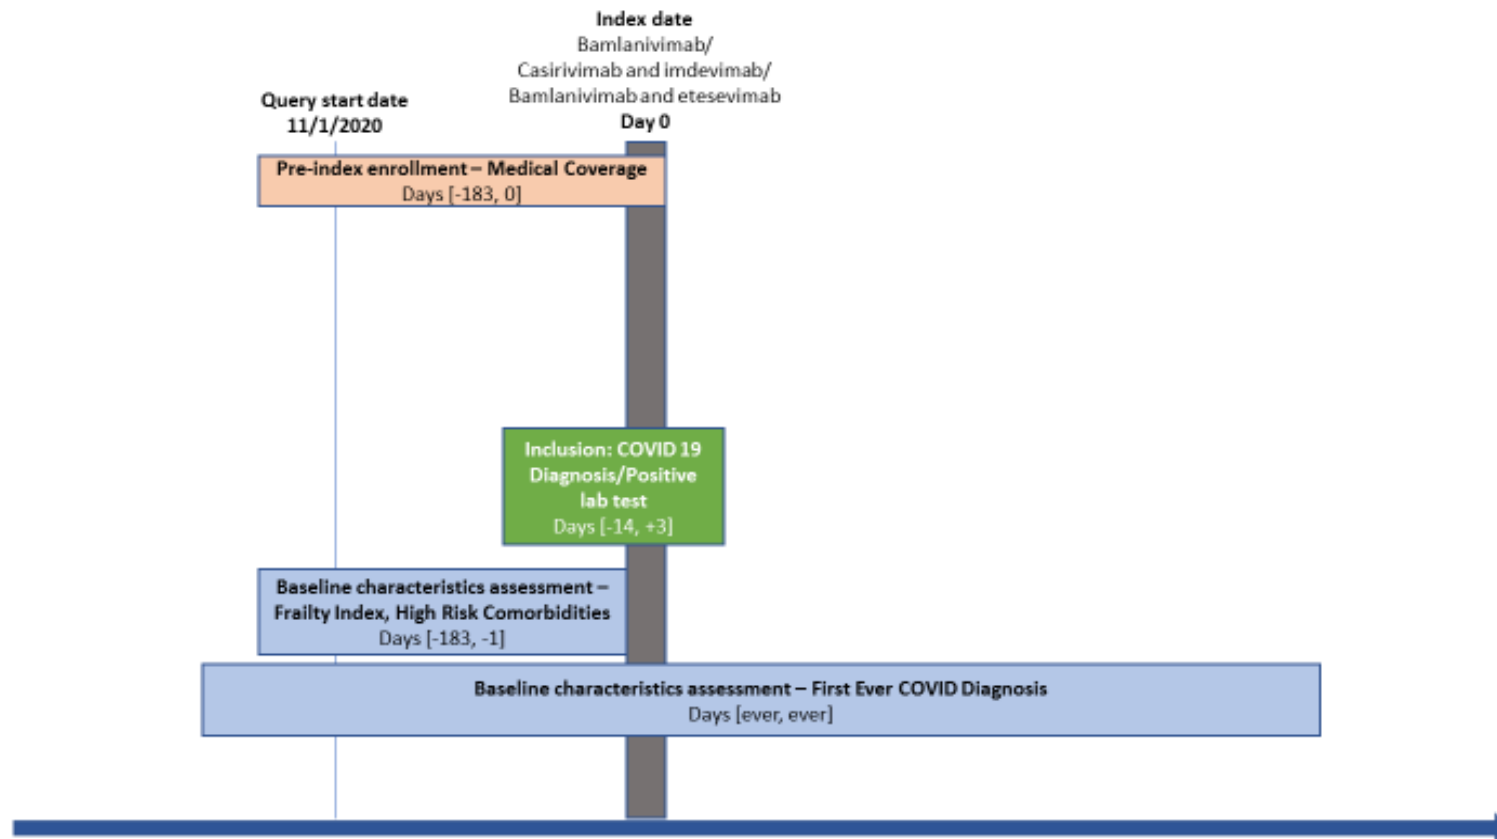 Index date
Bamlanivimab/
Casirivimab and imdevimab/
Bamlanivimab and etesevimab
Day 0
Query start date
11/1/2020
Pre-index enrollment – Medical Coverage
Days [-183, 0]
Inclusion: COVID 19
Diagnosis/Positive
lab test
Days [-14, +3]
Baseline characteristics assessment –
Frailty Index, High Risk Comorbidities
Days [-183, -1]
Baseline characteristics assessment – First Ever COVID Diagnosis
Days [ever, ever]